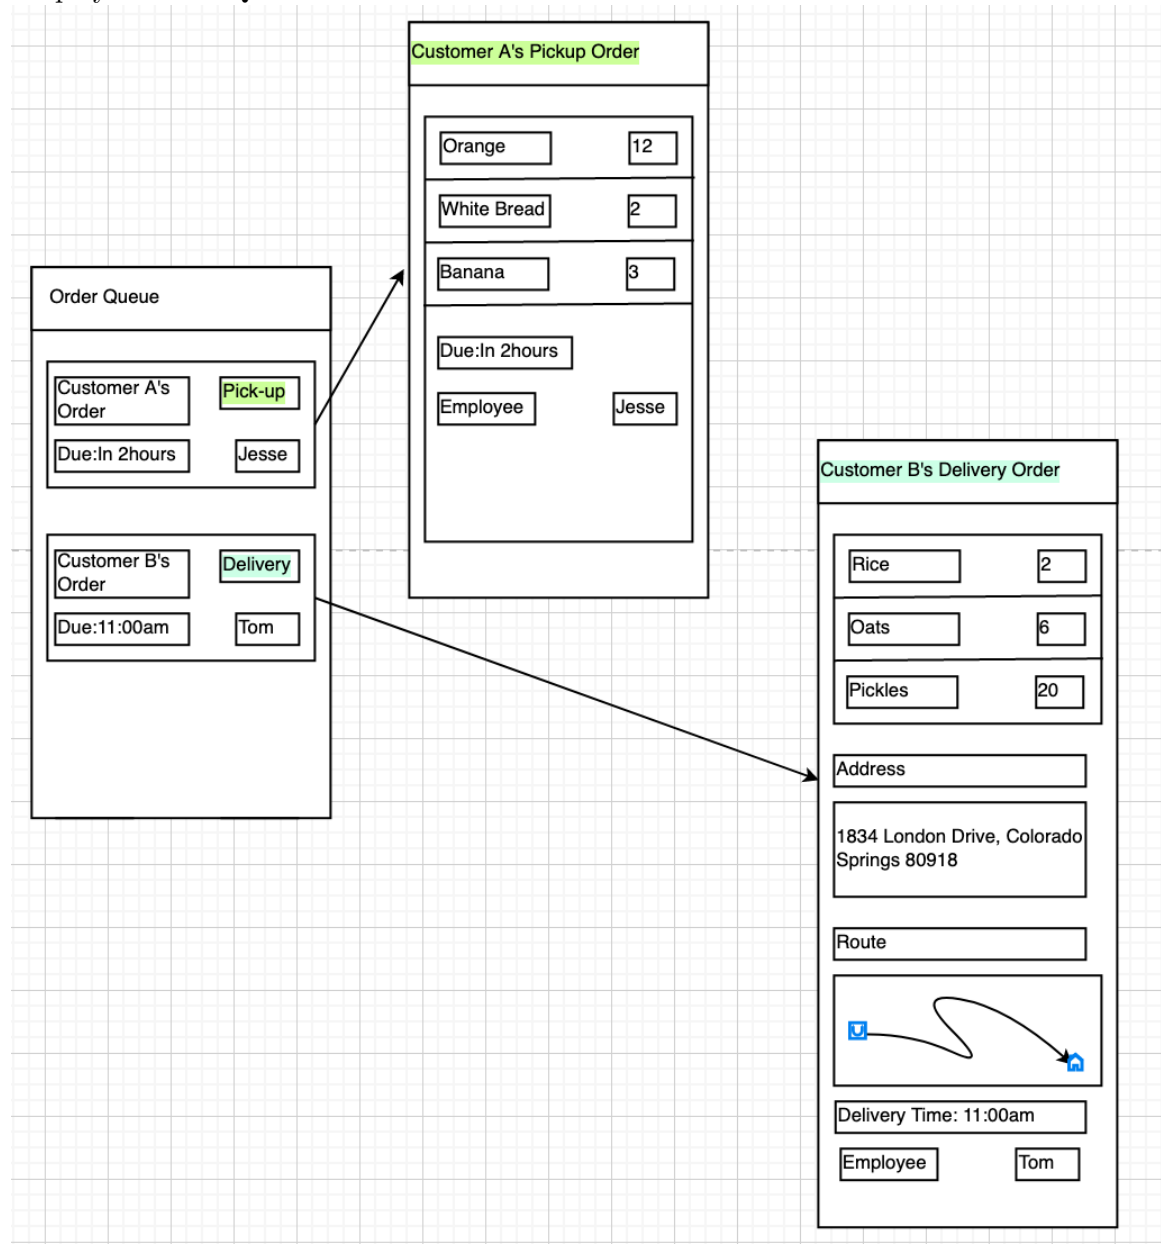 Customer A's Pickup Order
Orange 12
White Bread 2
Banana 3
Due:In 2hours
Employee Jesse
Order Queue
Customer A's
Order
Pick-up
Due:In 2hours Jesse
Customer B's
Order
Delivery
Due:11:00am Tom
Customer B's Delivery Order
Rice 2
Oats 6
Pickles 20
Address
1834 London Drive, Colorado
Springs 80918
Route
Delivery Time: 11:00am
Employee Tom